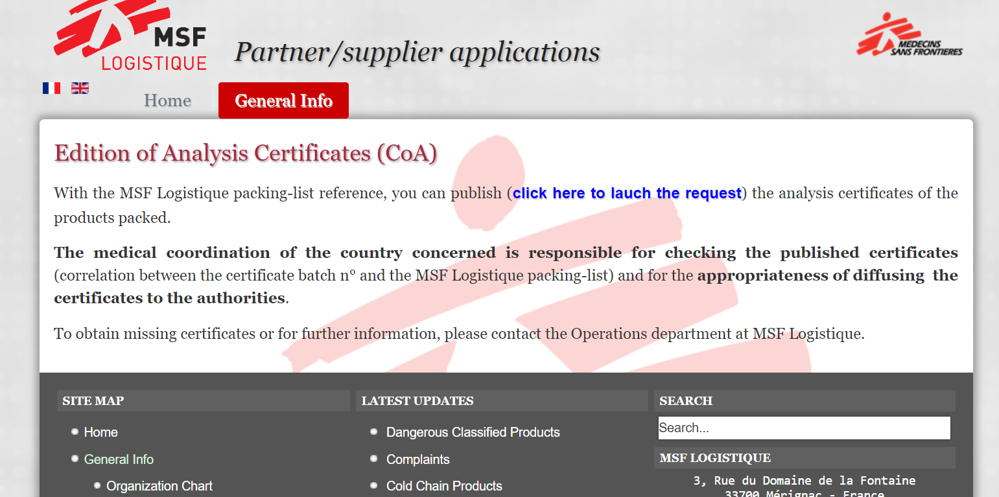 MSF
LOGISTIQUE
Partner/supplier applications
MEDECINS
SANS FRONTIERES
Home
General Info
Edition of Analysis Certificates (CoA)
With the MSF Logistique packing-list reference, you can publish (click here to lauch the request) the analysis certificates of the
products packed.
The medical coordination of the country concerned is responsible for checking the published certificates
(correlation between the certificate batch n° and the MSF Logistique packing-list) and for the appropriateness of diffusing the
certificates to the authorities.
To obtain missing certificates or for further information, please contact the Operations department at MSF Logistique.
SITE MAP
Home
General Info
Organization Chart
LATEST UPDATES
Dangerous Classified Products
Complaints
Cold Chain Products
SEARCH
Search...
MSF LOGISTIQUE
3, Rue du Domaine de la Fontaine
33700 Mérignac - France